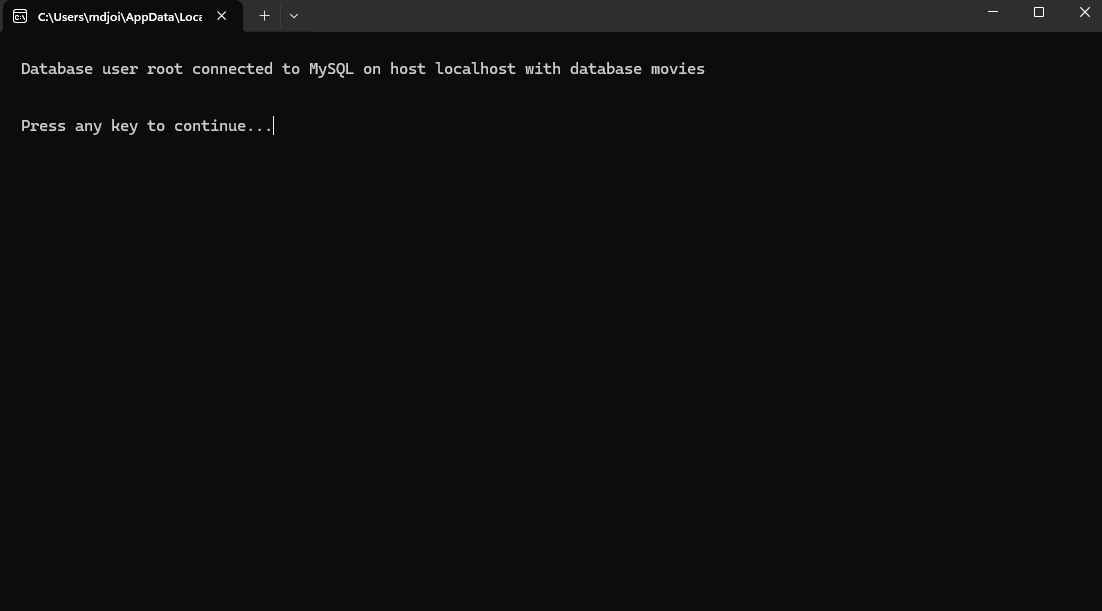 C:\Users\mdjoi\AppData\Loca
Database user root connected to MySQL on host localhost with database movies
Press any key to continue...